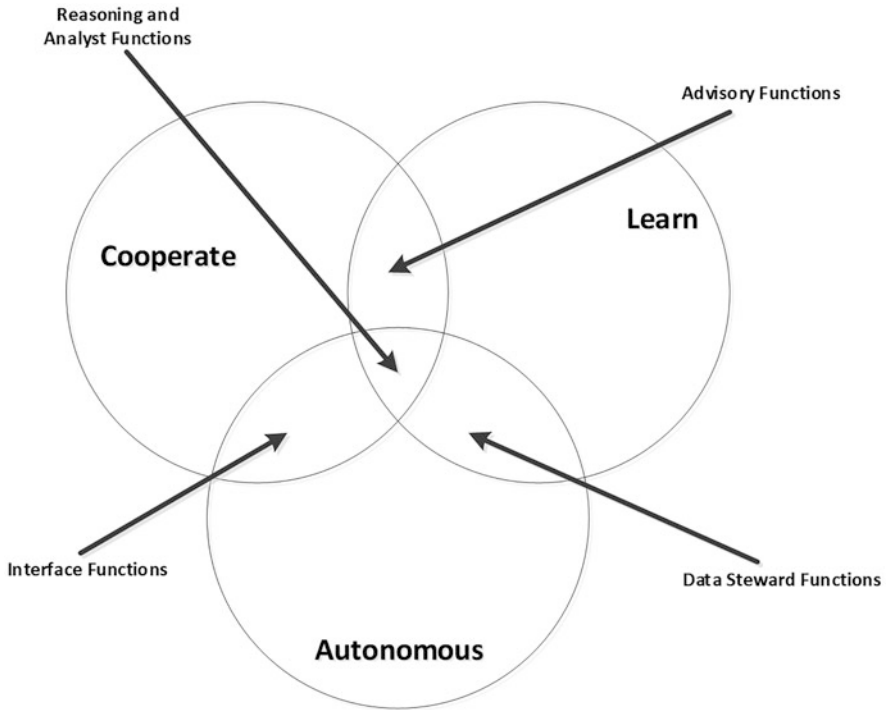 Reasoning and
Analyst Functions
Advisory Functions
Learn
Cooperate
Interface Functions
Data Steward Functions
Autonomous